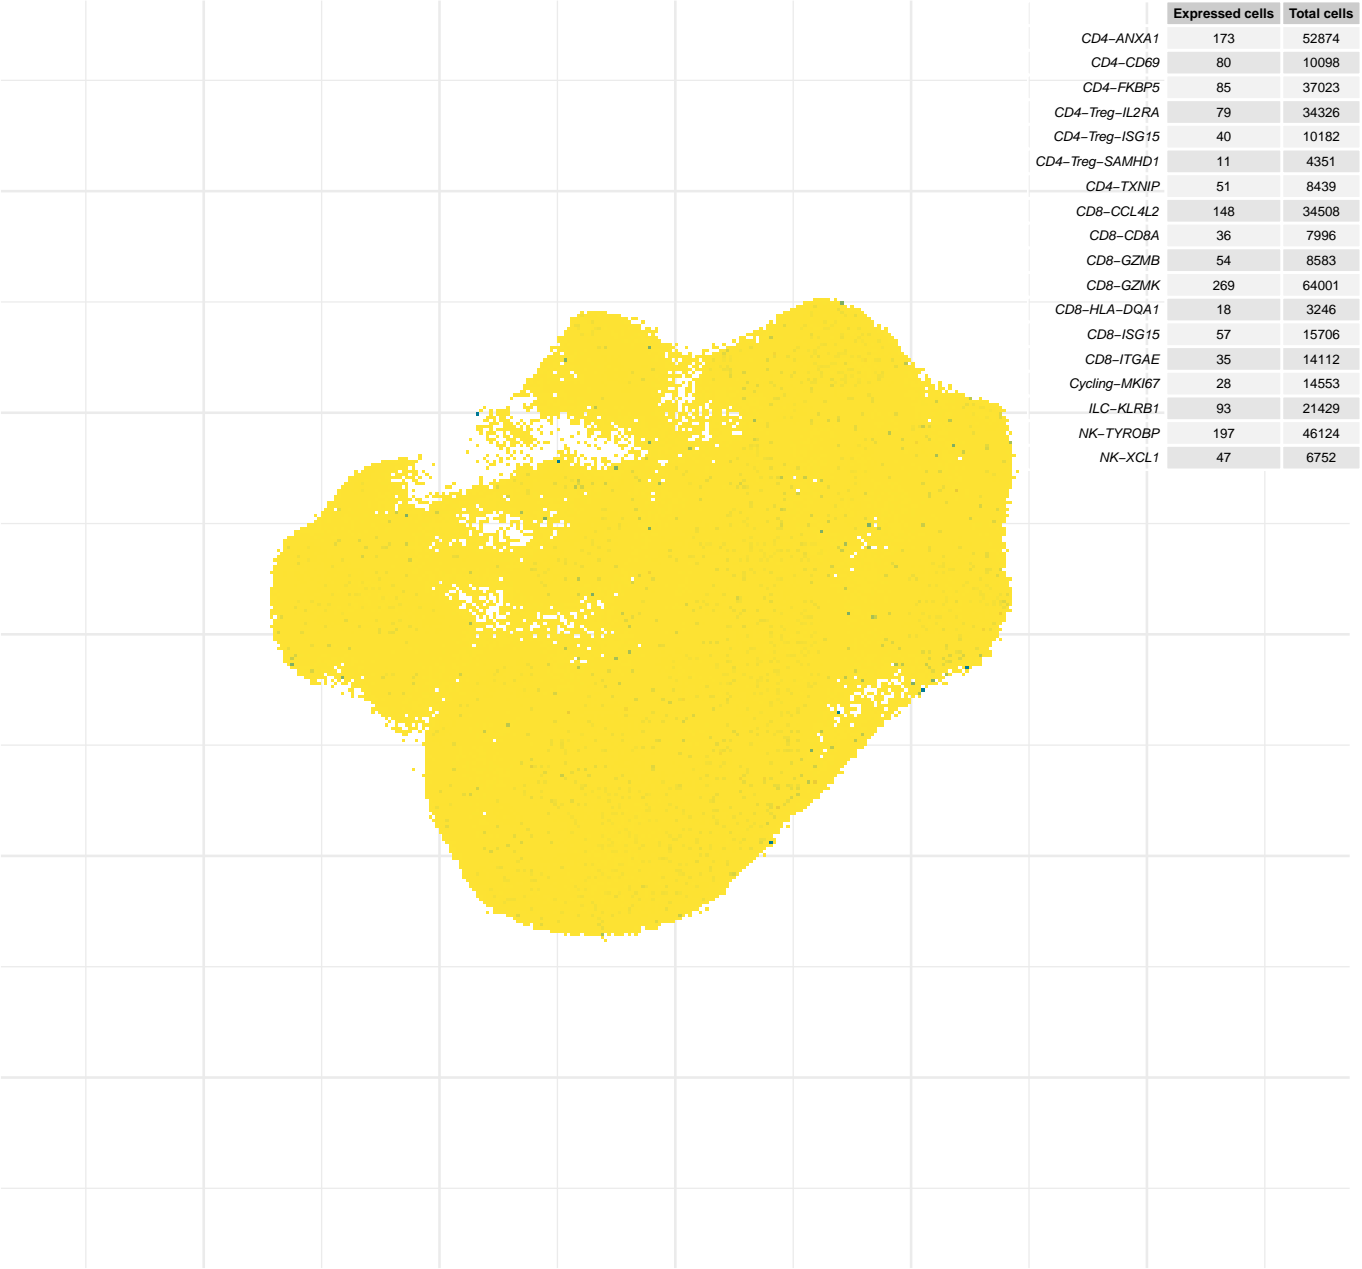 Expressed cells Total cells
CD4−ANXA1 173 52874
CD4−CD69 80 10098
CD4−FKBP5 85 37023
CD4−Treg−IL2RA 79 34326
CD4−Treg−ISG15 40 10182
CD4−Treg−SAMHD1 11 4351
CD4−TXNIP 51 8439
CD8−CCL4L2 148 34508
CD8−CD8A 36 7996
CD8−GZMB 54 8583
CD8−GZMK 269 64001
CD8−HLA−DQA1 18 3246
CD8−ISG15 57 15706
CD8−ITGAE 35 14112
Cycling−MKI67 28 14553
ILC−KLRB1 93 21429
NK−TYROBP 197 46124
NK−XCL1 47 6752